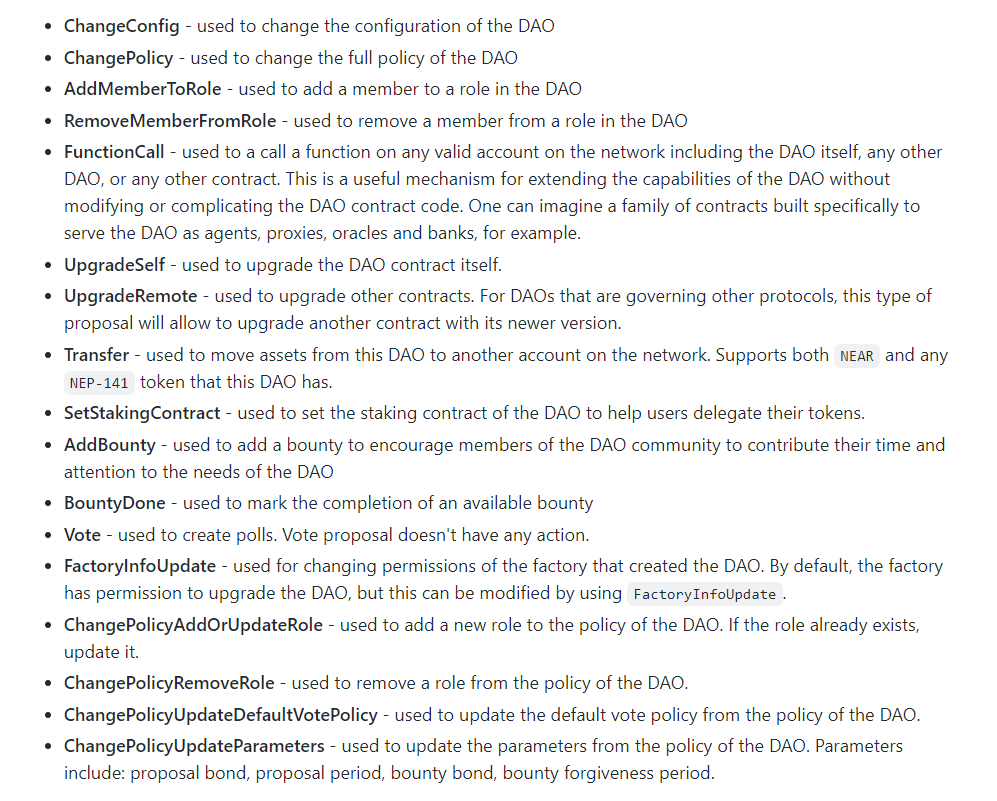 ChangeConfig - used to change the configuration of the DAO
ChangePolicy - used to change the full policy of the DAO
AddMemberToRole - used to add a member to a role in the DAO
RemoveMemberFromRole - used to remove a member from a role in the DAO
FunctionCall - used to a call a function on any valid account on the network including the DAO itself, any other
DAO, or any other contract. This is a useful mechanism for extending the capabilities of the DAO without
modifying or complicating the DAO contract code. One can imagine a family of contracts built specifically to
serve the DAO as agents, proxies, oracles and banks, for example.
UpgradeSelf - used to upgrade the DAO contract itself.
UpgradeRemote - used to upgrade other contracts. For DAOs that are governing other protocols, this type of
proposal will allow to upgrade another contract with its newer version.
Transfer - used to move assets from this DAO to another account on the network. Supports both NEAR and any
NEP-141 token that this DAO has.
SetStakingContract - used to set the staking contract of the DAO to help users delegate their tokens.
AddBounty - used to add a bounty to encourage members of the DAO community to contribute their time and
attention to the needs of the DAO
BountyDone - used to mark the completion of an available bounty
Vote - used to create polls. Vote proposal doesn't have any action.
FactoryInfoUpdate - used for changing permissions of the factory that created the DAO. By default, the factory
has permission to upgrade the DAO, but this can be modified by using FactoryInfoUpdate.
ChangePolicyAddOrUpdateRole - used to add a new role to the policy of the DAO. If the role already exists,
update it.
ChangePolicyRemoveRole - used to remove a role from the policy of the DAO.
ChangePolicyUpdateDefaultVotePolicy - used to update the default vote policy from the policy of the DAO.
ChangePolicyUpdateParameters - used to update the parameters from the policy of the DAO. Parameters
include: proposal bond, proposal period, bounty bond, bounty forgiveness period.